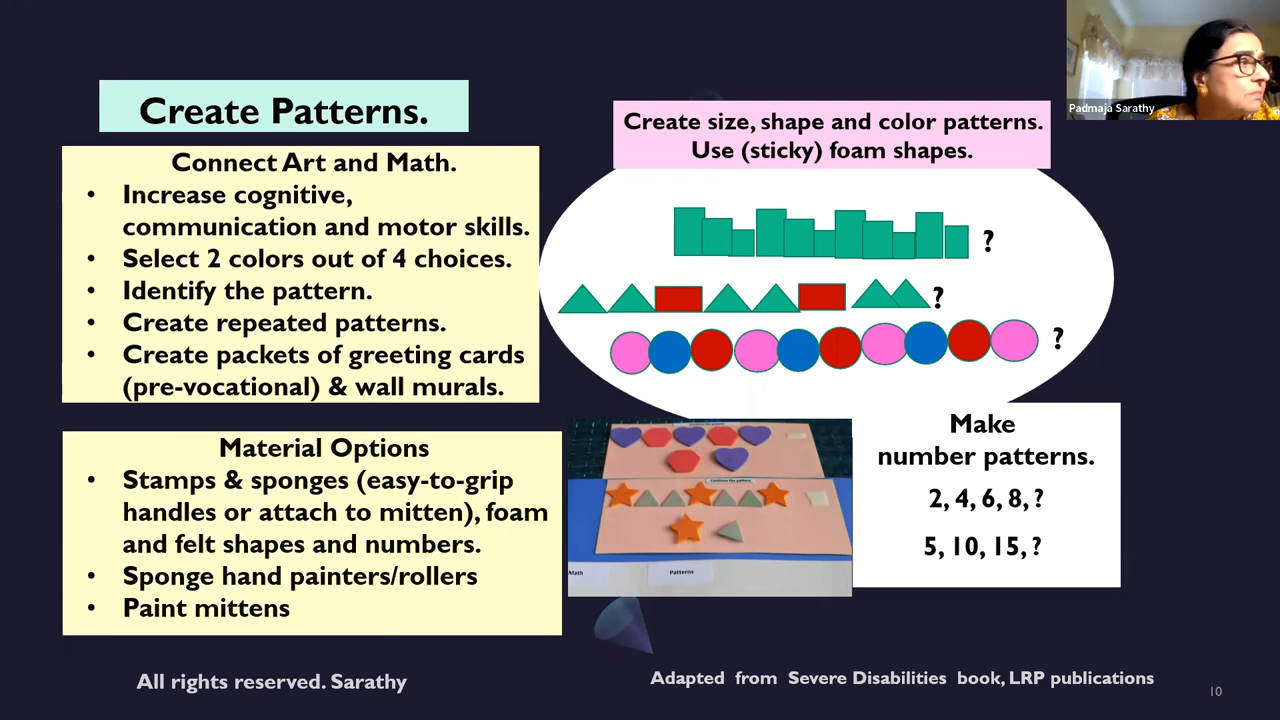 Create Patterns.
Connect Art and Math.
• Increase cognitive,
communication and motor skills.
• Select 2 colors out of 4 choices.
• Identify the pattern.
• Create repeated patterns.
• Create packets of greeting cards
(pre-vocational) & wall murals.
Material Options
• Stamps & sponges (easy-to-grip
handles or attach to mitten), foam
and felt shapes and numbers.
• Sponge hand painters/rollers
• Paint mittens
All rights reserved. Sarathy
Padmaja Sarathy
Create size, shape and color patterns.
Use (sticky) foam shapes.
?
?
?
Continue the pattern
Math
Patterns
Make
number patterns.
2, 4, 6, 8, ?
5, 10, 15, ?
Adapted from Severe Disabilities book, LRP publications
10